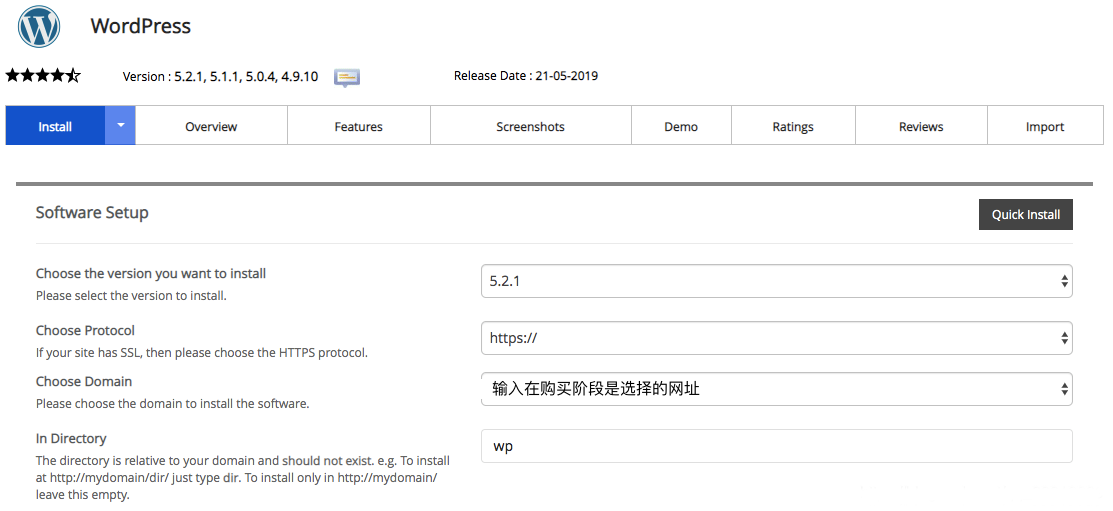 WordPress
Version : 5.2.1, 5.1.1, 5.0.4, 4.9.10
Release Date : 21-05-2019
Install
Overview
Features
Screenshots
Demo
Ratings
Reviews
Import
Software Setup
Quick Install
Choose the version you want to install
Please select the version to install.
5.2.1
Choose Protocol
If your site has SSL, then please choose the HTTPS protocol.
https://
Choose Domain
Please choose the domain to install the software.
输入在购买阶段是选择的网址
In Directory
The directory is relative to your domain and should not exist. e.g. To install
at http://mydomain/dir/ just type dir. To install only in http://mydomain/
leave this empty.
wp